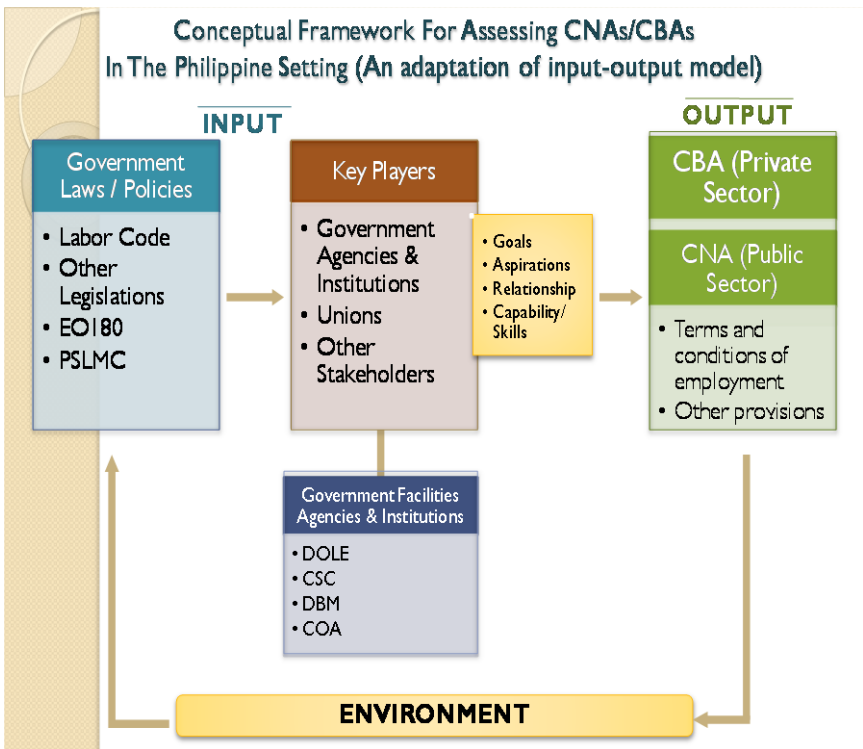 Conceptual Framework For Assessing CNAs/CBAs
In The Philippine Setting (An adaptation of input-output model)
INPUT
OUTPUT
Government
Laws / Policies
• Labor Code
• Other
Legislations
• EO180
• PSLMC
Key Players
• Government
Agencies &
Institutions
• Unions
• Other
Stakeholders
• Goals
• Aspirations
• Relationship
• Capability/
Skills
CBA (Private
Sector)
CNA (Public
Sector)
• Terms and
conditions of
employment
• Other provisions
Government Facilities
Agencies & Institutions
• DOLE
• CSC
• DBM
• COA
ENVIRONMENT